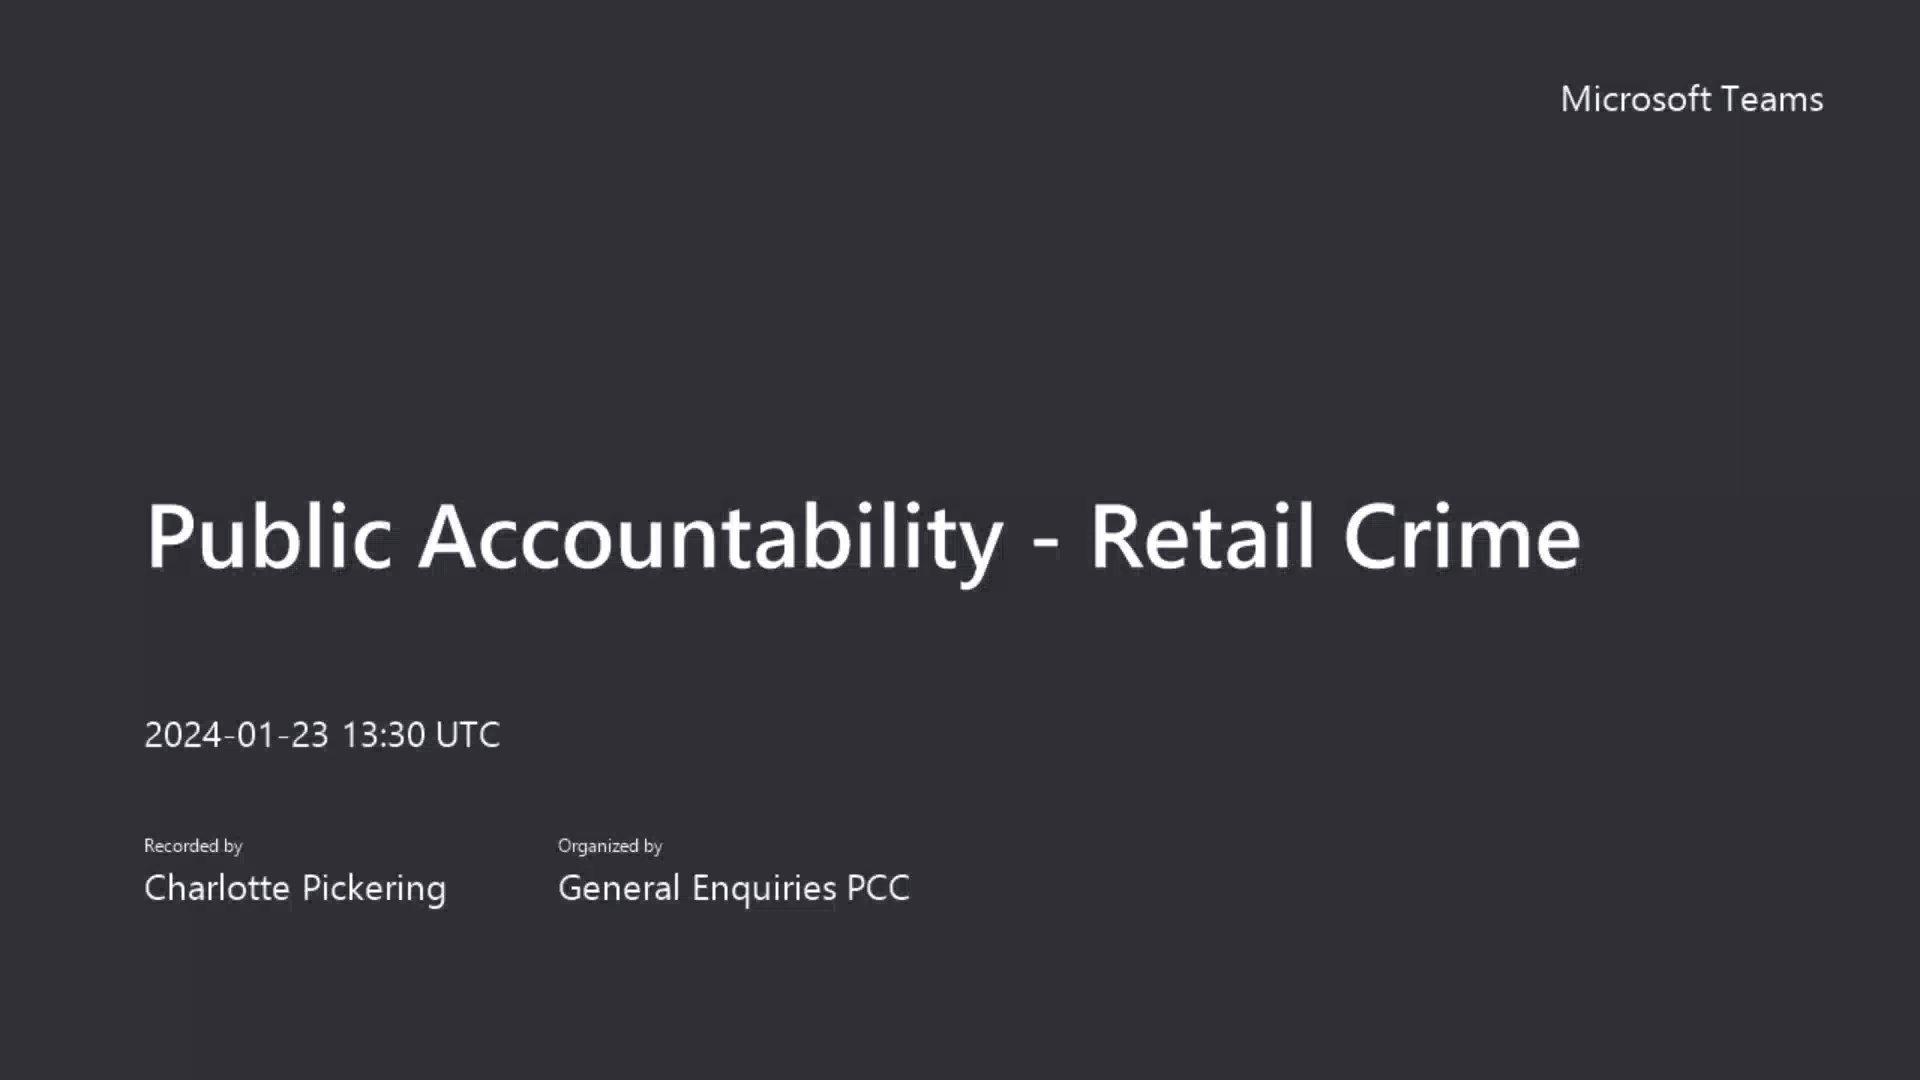 Microsoft Teams
Public Accountability - Retail Crime
2024-01-23 13:30 UTC
Recorded by
Charlotte Pickering
Organized by
General Enquiries PCC